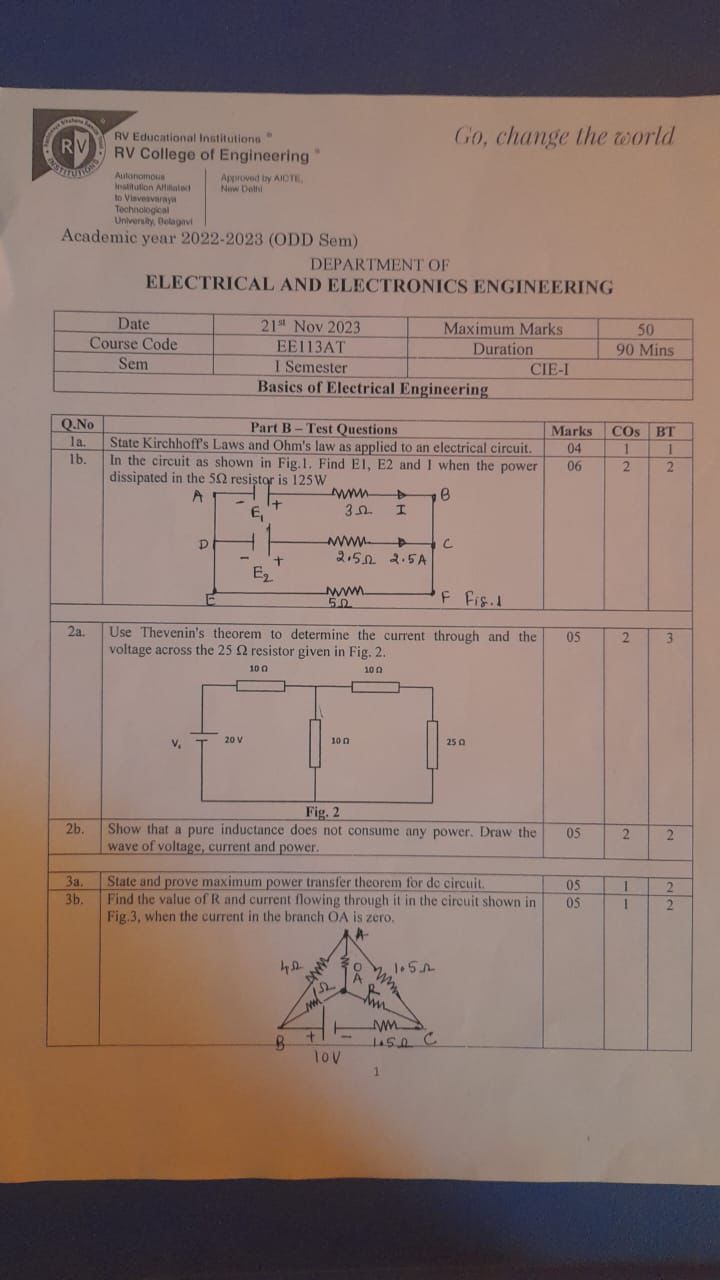 RV
RV Educational Institutions ®
RV College of Engineering ®
Go, change the world
Autonomous
Institution Affiliated
to Visvesvaraya
Technological
University, Belagavi
Approved by AICTE,
New Delhi
Academic year 2022-2023 (ODD Sem)
DEPARTMENT OF
ELECTRICAL AND ELECTRONICS ENGINEERING
Date 21st Nov 2023 Maximum Marks 50
Course Code EE113AT Duration 90 Mins
Sem I Semester CIE-I
Basics of Electrical Engineering
Q.No Part B – Test Questions Marks COs BT
1a. State Kirchhoff's Laws and Ohm's law as applied to an electrical circuit. 04 1 1
1b. In the circuit as shown in Fig.1. Find E1, E2 and I when the power 06 2 2
dissipated in the 5Ω resistor is 125W
A B
- E1 + 3Ω I
D C
- E2 + 2.5Ω 2.5A
E 5Ω F Fig.1
2a. Use Thevenin's theorem to determine the current through and the 05 2 3
voltage across the 25 Ω resistor given in Fig. 2.
10 Ω 10 Ω
Vs 20 V 10 Ω 25 Ω
Fig. 2
2b. Show that a pure inductance does not consume any power. Draw the 05 2 2
wave of voltage, current and power.
3a. State and prove maximum power transfer theorem for dc circuit. 05 1 2
3b. Find the value of R and current flowing through it in the circuit shown in 05 1 2
Fig.3, when the current in the branch OA is zero.
A
4Ω O 1.5Ω
A
1Ω R
B + - 1.5Ω C
10V
1